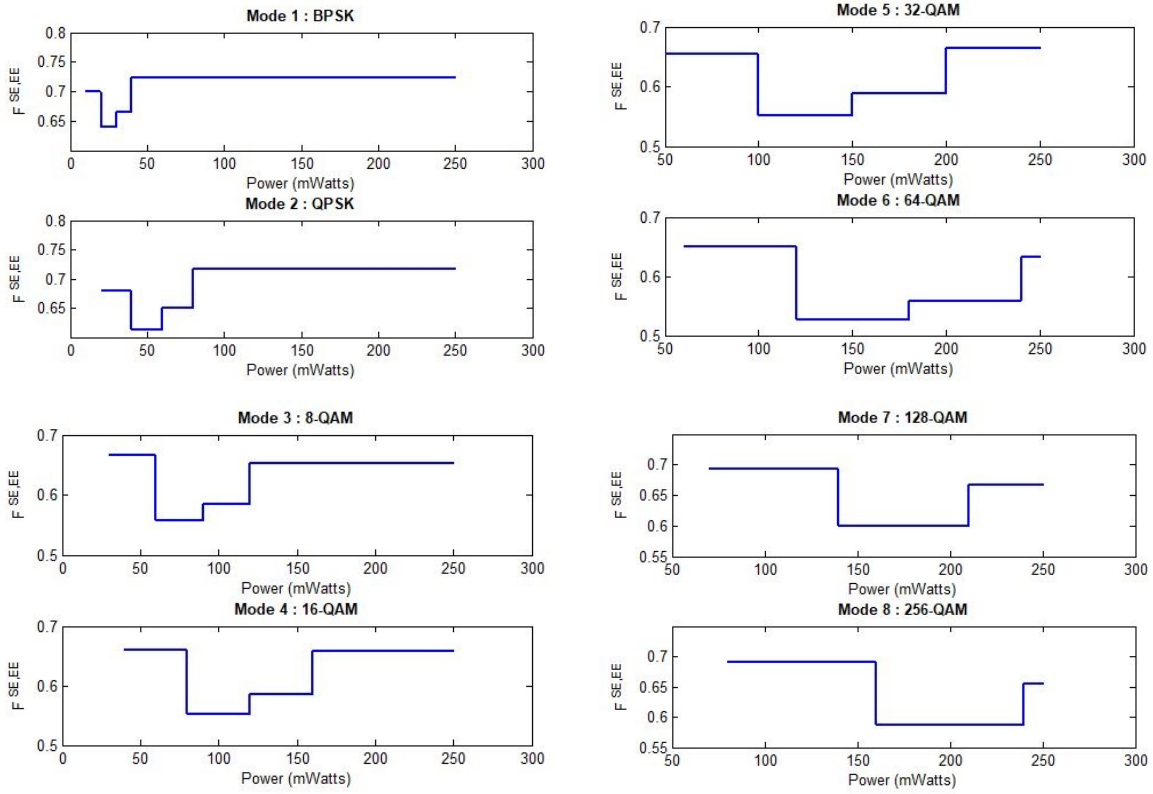 Mode 1 : BPSK
0.8
0.75
0.7
0.65
F SE,EE
0 50 100 150 200 250 300
Power (mWatts)
Mode 2 : QPSK
0.8
0.75
0.7
0.65
F SE,EE
0 50 100 150 200 250 300
Power (mWatts)
Mode 3 : 8-QAM
0.7
0.6
0.5
F SE,EE
0 50 100 150 200 250 300
Power (mWatts)
Mode 4 : 16-QAM
0.7
0.6
0.5
F SE,EE
0 50 100 150 200 250 300
Power (mWatts)
Mode 5 : 32-QAM
0.7
0.6
0.5
F SE,EE
50 100 150 200 250 300
Power (mWatts)
Mode 6 : 64-QAM
0.7
0.6
0.5
F SE,EE
50 100 150 200 250 300
Power (mWatts)
Mode 7 : 128-QAM
0.7
0.65
0.6
0.55
F SE,EE
50 100 150 200 250 300
Power (mWatts)
Mode 8 : 256-QAM
0.7
0.65
0.6
0.55
F SE,EE
50 100 150 200 250 300
Power (mWatts)